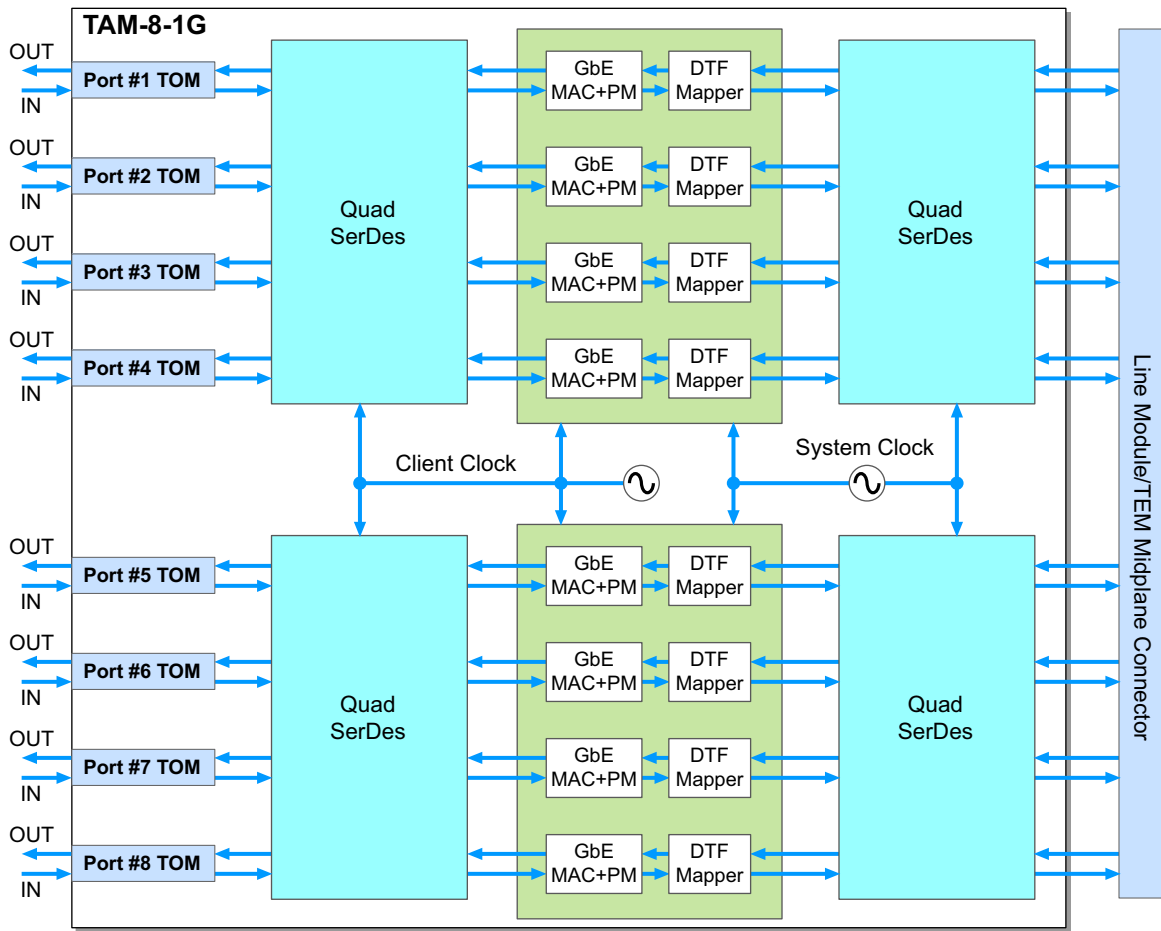 TAM-8-1G
OUT
Port #1 TOM
IN
GbE
MAC+PM
DTF
Mapper
OUT
Port #2 TOM
IN
GbE
MAC+PM
DTF
Mapper
Quad
SerDes
Quad
SerDes
OUT
Port #3 TOM
IN
GbE
MAC+PM
DTF
Mapper
OUT
Port #4 TOM
IN
GbE
MAC+PM
DTF
Mapper
Client Clock
System Clock
Line Module/TEM Midplane Connector
OUT
Port #5 TOM
IN
GbE
MAC+PM
DTF
Mapper
OUT
Port #6 TOM
IN
GbE
MAC+PM
DTF
Mapper
Quad
SerDes
Quad
SerDes
OUT
Port #7 TOM
IN
GbE
MAC+PM
DTF
Mapper
OUT
Port #8 TOM
IN
GbE
MAC+PM
DTF
Mapper